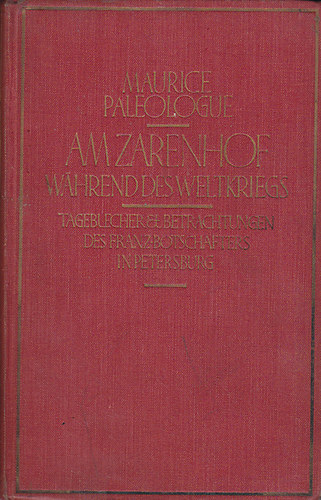 MAURICE
PALEOLOGUE
AM ZARENHOF
WÄHREND DES WELTKRIEGS
TAGEBÜCHER & BETRACHTUNGEN
DES FRANZ·BOTSCHAFTERS
IN PETERSBURG